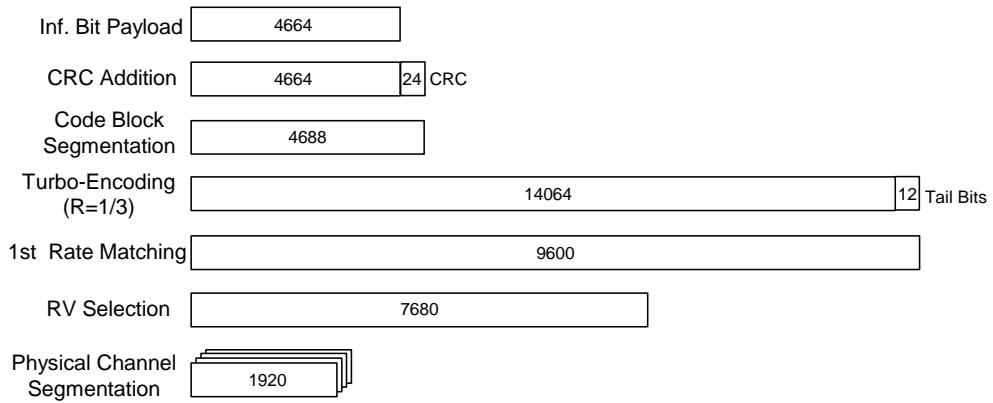 Inf. Bit Payload 4664
CRC Addition 4664 24 CRC
Code Block
Segmentation 4688
Turbo-Encoding
(R=1/3) 14064 12 Tail Bits
1st Rate Matching 9600
RV Selection 7680
Physical Channel
Segmentation 1920